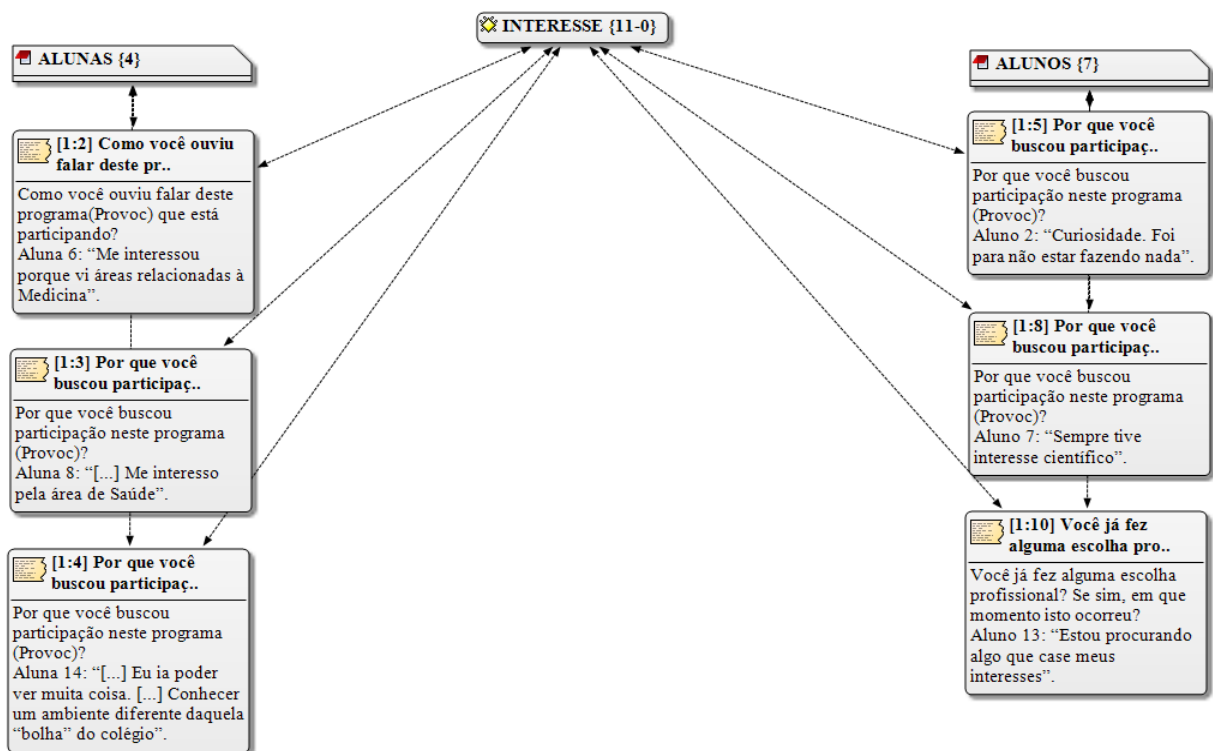 INTERESSE {11-0}
ALUNAS {4}
[1:2] Como você ouviu
falar deste pr..
Como você ouviu falar deste
programa(Provoc) que está
participando?
Aluna 6: “Me interessou
porque vi áreas relacionadas à
Medicina”.
[1:3] Por que você
buscou participaç..
Por que você buscou
participação neste programa
(Provoc)?
Aluna 8: “[...] Me interesso
pela área de Saúde”.
[1:4] Por que você
buscou participaç..
Por que você buscou
participação neste programa
(Provoc)?
Aluna 14: “[...] Eu ia poder
ver muita coisa. [...] Conhecer
um ambiente diferente daquela
“bolha” do colégio”.
ALUNOS {7}
[1:5] Por que você
buscou participaç..
Por que você buscou
participação neste programa
(Provoc)?
Aluno 2: “Curiosidade. Foi
para não estar fazendo nada”.
[1:8] Por que você
buscou participaç..
Por que você buscou
participação neste programa
(Provoc)?
Aluno 7: “Sempre tive
interesse científico”.
[1:10] Você já fez
alguma escolha pro..
Você já fez alguma escolha
profissional? Se sim, em que
momento isto ocorreu?
Aluno 13: “Estou procurando
algo que case meus
interesses”.